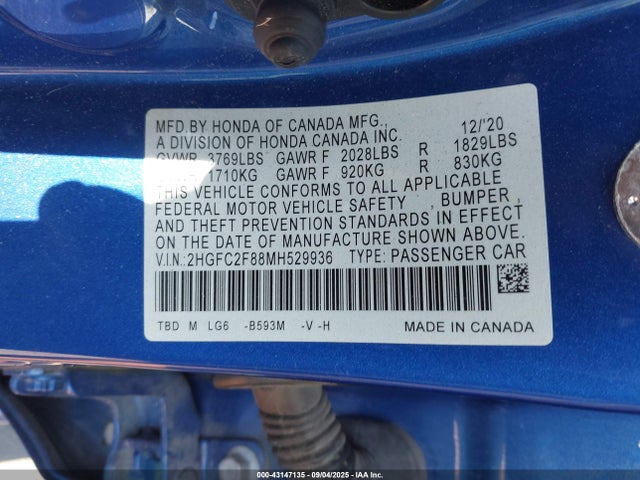 MFD.BY HONDA OF CANADA MFG., 12/'20
A DIVISION OF HONDA CANADA INC.
GVWR 3769LBS GAWR F 2028LBS R 1829LBS
1710KG 920KG R 830KG
THIS VEHICLE CONFORMS TO ALL APPLICABLE
FEDERAL MOTOR VEHICLE SAFETY , BUMPER,
AND THEFT PREVENTION STANDARDS IN EFFECT
ON THE DATE OF MANUFACTURE SHOWN ABOVE.
V.I.N.:2HGFC2F88MH529936 TYPE: PASSENGER CAR
TBD M LG6 -B593M -V -H MADE IN CANADA
000-43147135 - 09/04/2025 - IAA Inc.